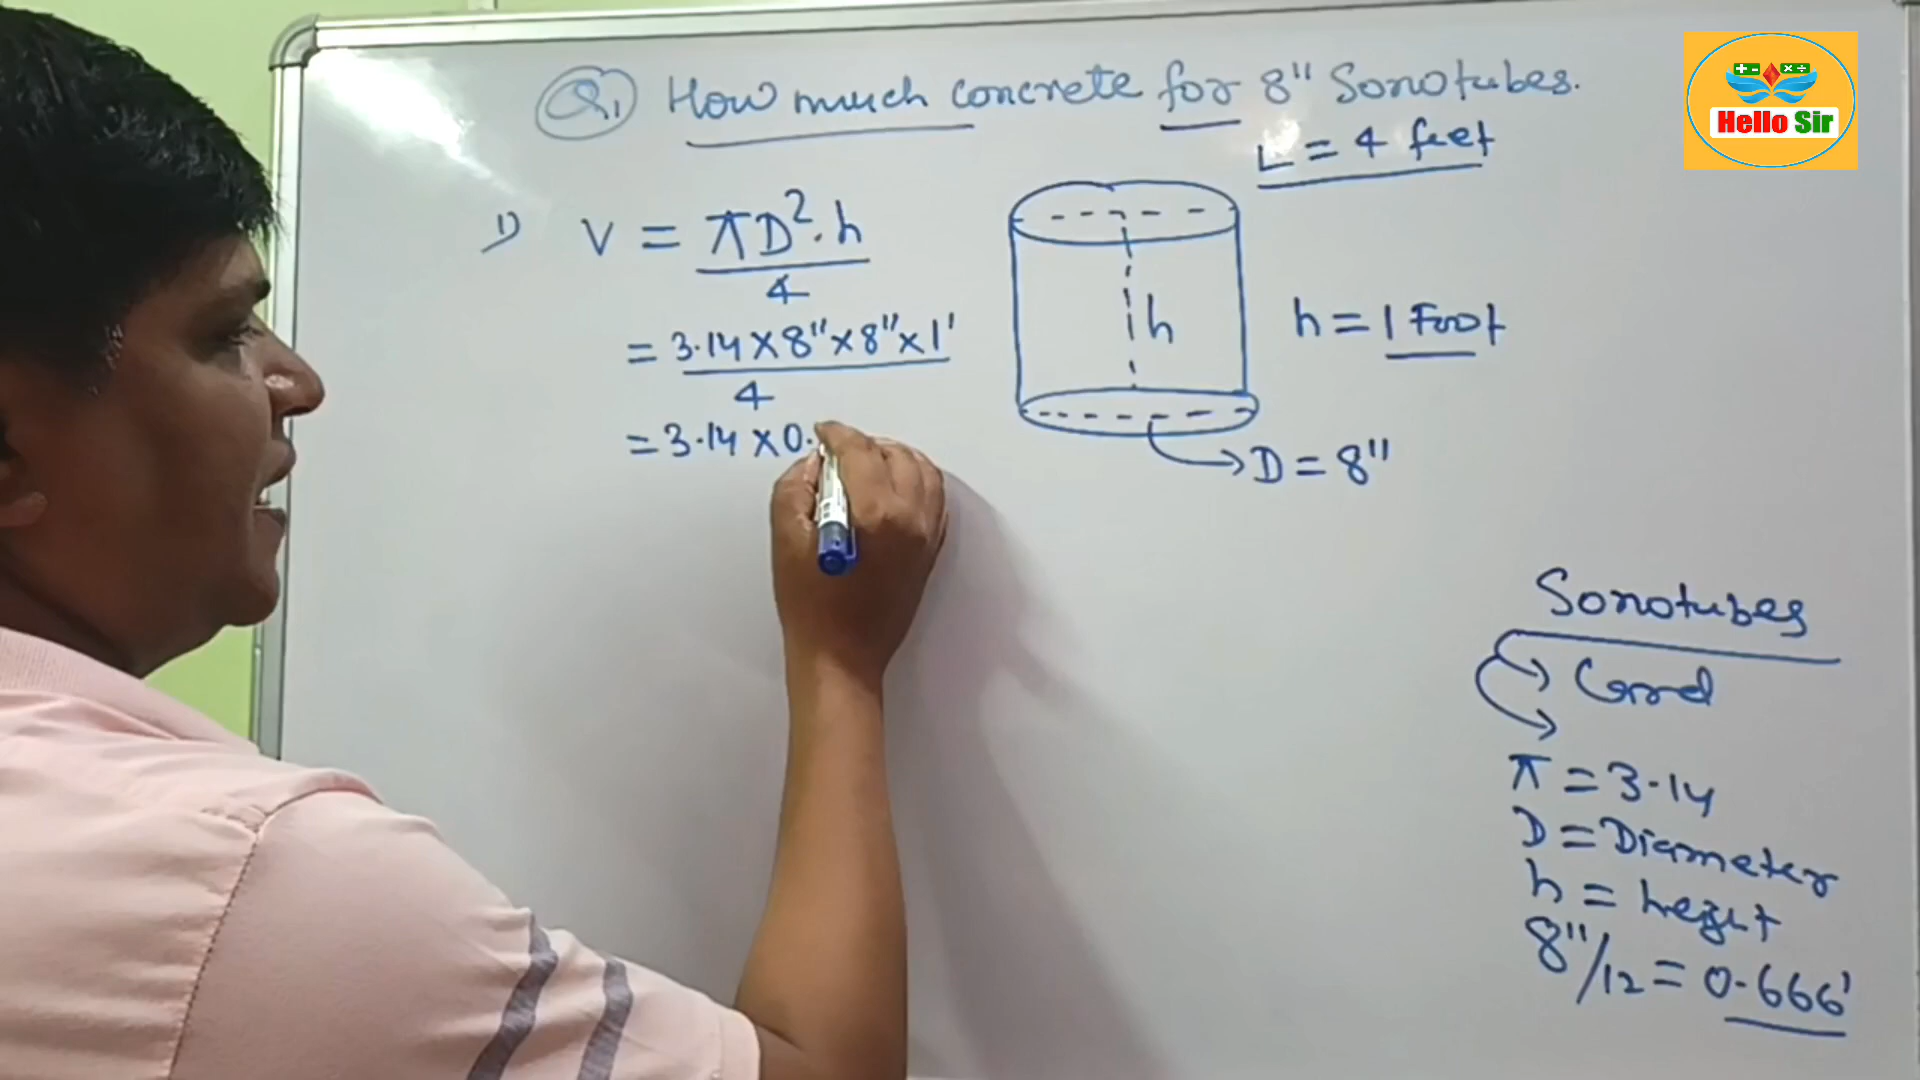 Q1 How much concrete for 8" Sonotubes.
L = 4 feet
1) V = πD².h
4
= 3.14 x 8" x 8" x 1'
4
= 3.14 x 0.
h
h = 1 Foot
D = 8"
Sonotubes
π = 3.14
D = Diameter
h = height
8"/12 = 0.666'
Hello Sir